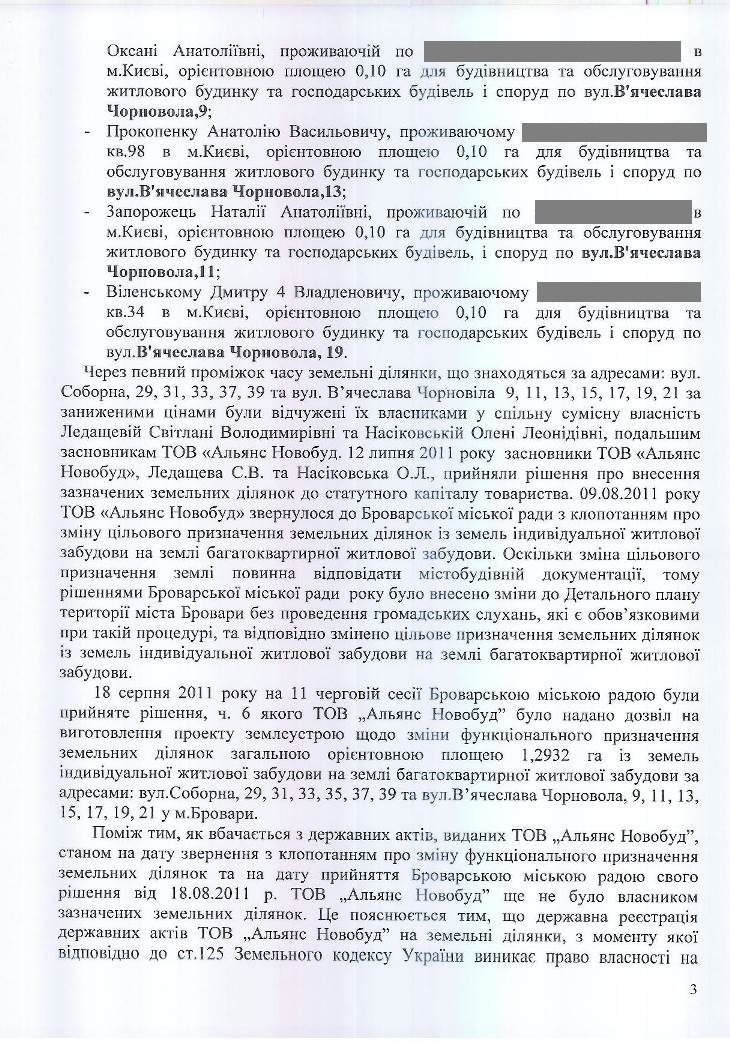 Оксані Анатоліївні, проживаючій по в
м.Києві, орієнтовною площею 0,10 га для будівництва та обслуговування
житлового будинку та господарських будівель і споруд по вул.В'ячеслава
Чорновола,9;
- Прокопенку Анатолію Васильовичу, проживаючому
кв.98 в м.Києві, орієнтовною площею 0,10 га для будівництва та
обслуговування житлового будинку та господарських будівель і споруд по
вул.В'ячеслава Чорновола,13;
- Запорожець Наталії Анатоліївні, проживаючій по в
м.Києві, орієнтовною площею 0,10 га для будівництва та обслуговування
житлового будинку та господарських будівель, і споруд по вул.В'ячеслава
Чорновола,11;
- Віленському Дмитру 4 Владленовичу, проживаючому
кв.34 в м.Києві, орієнтовною площею 0,10 га для будівництва та
обслуговування житлового будинку та господарських будівель і споруд по
вул.В'ячеслава Чорновола, 19.
Через певний проміжок часу земельні ділянки, що знаходяться за адресами: вул.
Соборна, 29, 31, 33, 37, 39 та вул. В’ячеслава Чорновіла 9, 11, 13, 15, 17, 19, 21 за
заниженими цінами були відчужені їх власниками у спільну сумісну власність
Ледащевій Світлані Володимирівні та Насіковській Олені Леонідівні, подальшим
засновникам ТОВ «Альянс Новобуд. 12 липня 2011 року засновники ТОВ «Альянс
Новобуд», Ледащева С.В. та Насіковська О.Л., прийняли рішення про внесення
зазначених земельних ділянок до статутного капіталу товариства. 09.08.2011 року
ТОВ «Альянс Новобуд» звернулося до Броварської міської ради з клопотанням про
зміну цільового призначення земельних ділянок із земель індивідуальної житлової
забудови на землі багатоквартирної житлової забудови. Оскільки зміна цільового
призначення землі повинна відповідати містобудівній документації, тому
рішеннями Броварської міської ради року було внесено зміни до Детального плану
території міста Бровари без проведення громадських слухань, які є обов’язковими
при такій процедурі, та відповідно змінено цільове призначення земельних ділянок
із земель індивідуальної житлової забудови на землі багатоквартирної житлової
забудови.
18 серпня 2011 року на 11 черговій сесії Броварською міською радою були
прийняте рішення, ч. 6 якого ТОВ „Альянс Новобуд” було надано дозвіл на
виготовлення проекту землеустрою щодо зміни функціонального призначення
земельних ділянок загальною орієнтовною площею 1,2932 га із земель
індивідуальної житлової забудови на землі багатоквартирної житлової забудови за
адресами: вул.Соборна, 29, 31, 33, 35, 37, 39 та вул.В’ячеслава Чорновола, 9, 11, 13,
15, 17, 19, 21 у м.Бровари.
Поміж тим, як вбачається з державних актів, виданих ТОВ „Альянс Новобуд”,
станом на дату звернення з клопотанням про зміну функціонального призначення
земельних ділянок та на дату прийняття Броварською міською радою свого
рішення від 18.08.2011 р. ТОВ „Альянс Новобуд” ще не було власником
зазначених земельних ділянок. Це пояснюється тим, що державна реєстрація
державних актів ТОВ „Альянс Новобуд” на земельні ділянки, з моменту якої
відповідно до ст.125 Земельного кодексу України виникає право власності на
3